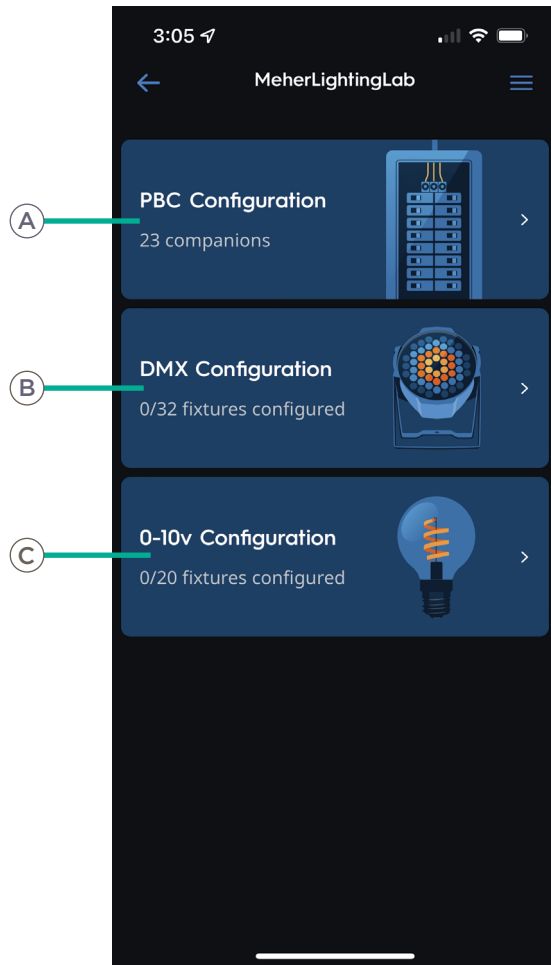 3:05
MeherLightingLab
A
PBC Configuration
23 companions
B
DMX Configuration
0/32 fixtures configured
C
0-10v Configuration
0/20 fixtures configured